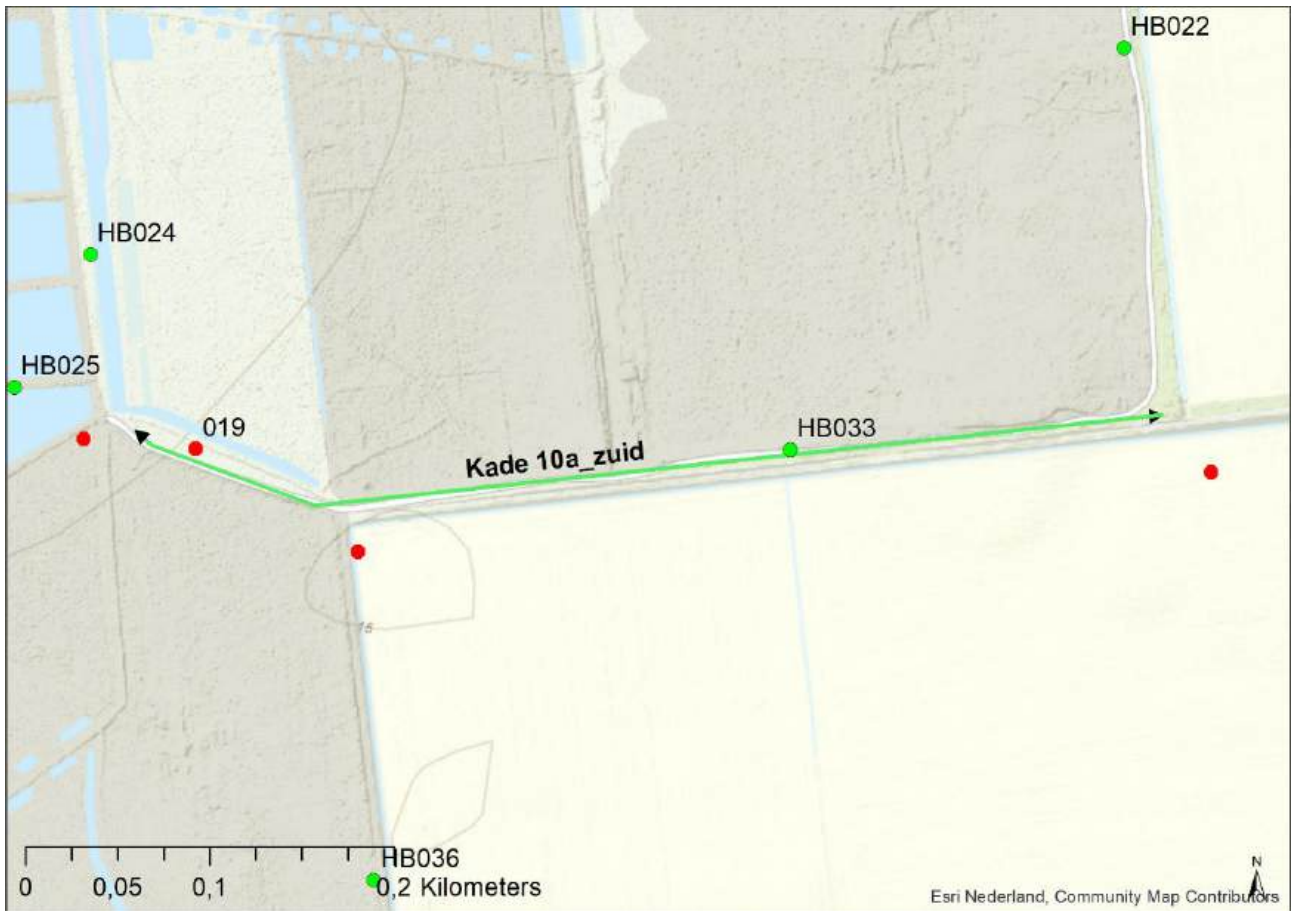 HB022
HB024
HB025
019
HB033
Kade 10a_zuid
15
HB036
0 0,05 0,1 0,2 Kilometers
N
Esri Nederland, Community Map Contributors